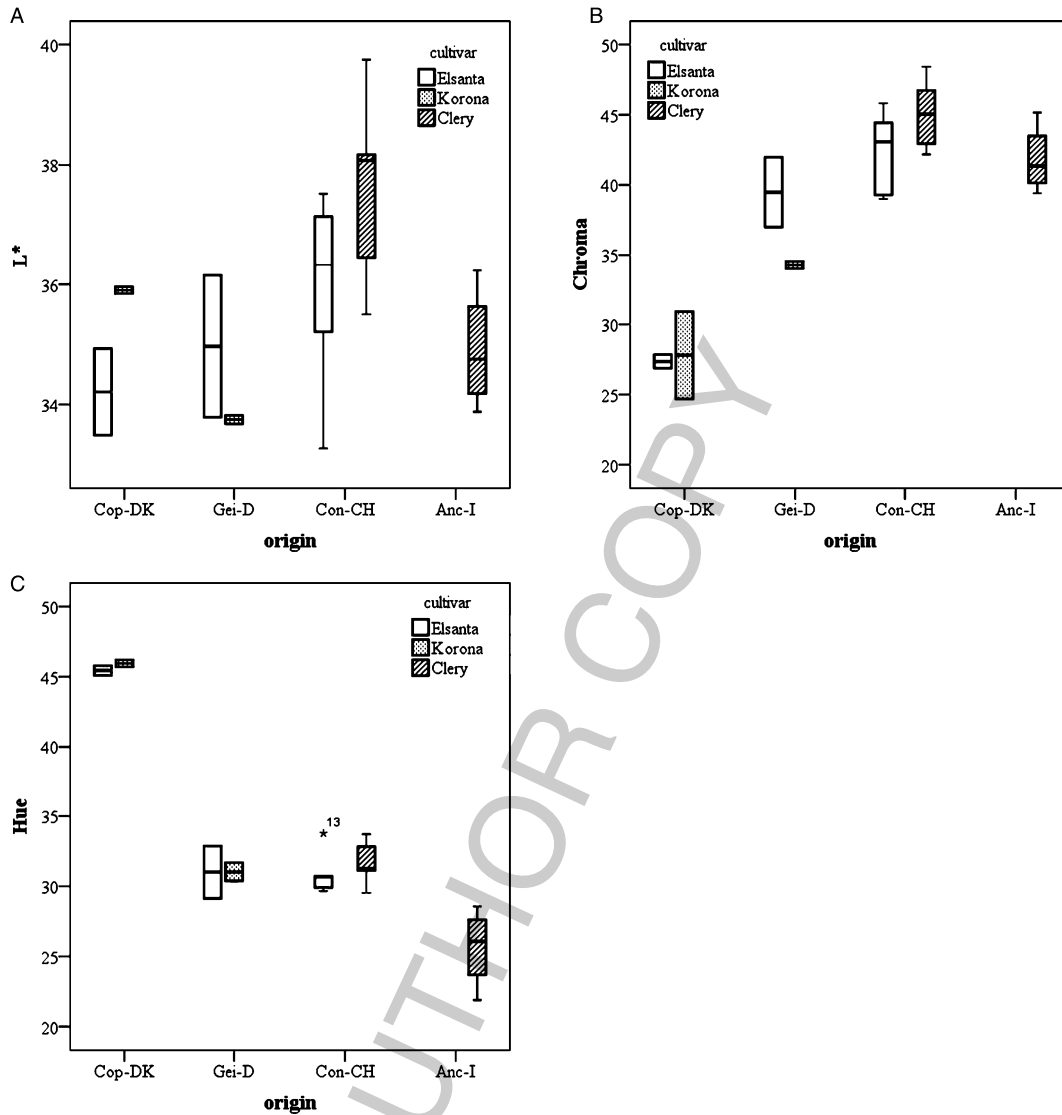 A
40
38
36
34
L*
cultivar
Elsanta
Korona
Clery
Cop-DK Gei-D Con-CH Anc-I
origin
B
50
45
40
35
30
25
20
Chroma
cultivar
Elsanta
Korona
Clery
Cop-DK Gei-D Con-CH Anc-I
origin
C
50
45
40
35
30
25
20
Hue
cultivar
Elsanta
Korona
Clery
*13
Cop-DK Gei-D Con-CH Anc-I
origin
UTHOR COPY